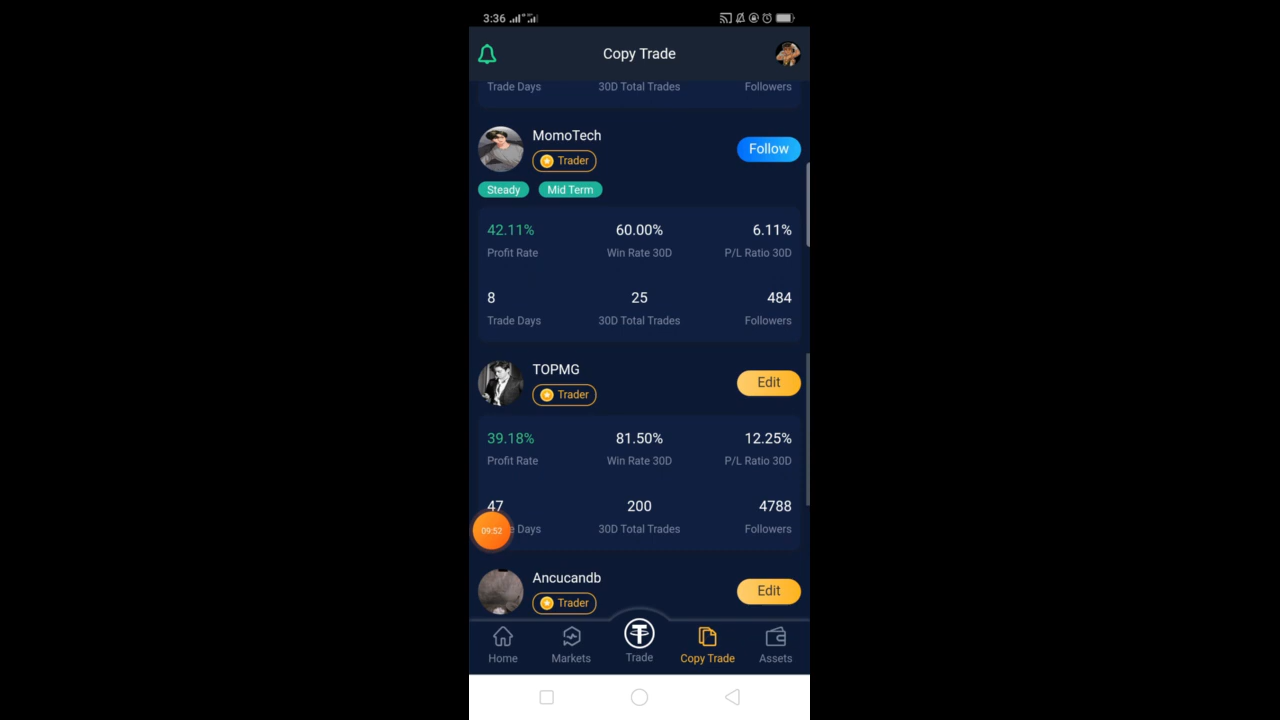 3:36
Copy Trade
Trade Days 30D Total Trades Followers
MomoTech
Trader
Follow
Steady Mid Term
42.11% 60.00% 6.11%
Profit Rate Win Rate 30D P/L Ratio 30D
8 25 484
Trade Days 30D Total Trades Followers
TOPMG
Trader
Edit
39.18% 81.50% 12.25%
Profit Rate Win Rate 30D P/L Ratio 30D
47 200 4788
09:52
e Days 30D Total Trades Followers
Ancucandb
Trader
Edit
Home Markets Trade Copy Trade Assets